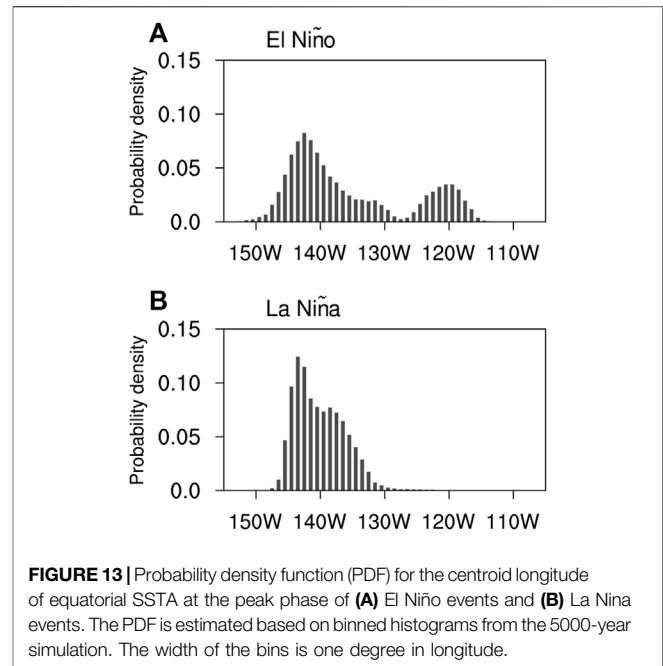 A
El Niño
0.15
0.10
0.05
0.0
Probability density
150W 140W 130W 120W 110W
B
La Niña
0.15
0.10
0.05
0.0
Probability density
150W 140W 130W 120W 110W
FIGURE 13 | Probability density function (PDF) for the centroid longitude
of equatorial SSTA at the peak phase of (A) El Niño events and (B) La Nina
events. The PDF is estimated based on binned histograms from the 5000-year
simulation. The width of the bins is one degree in longitude.